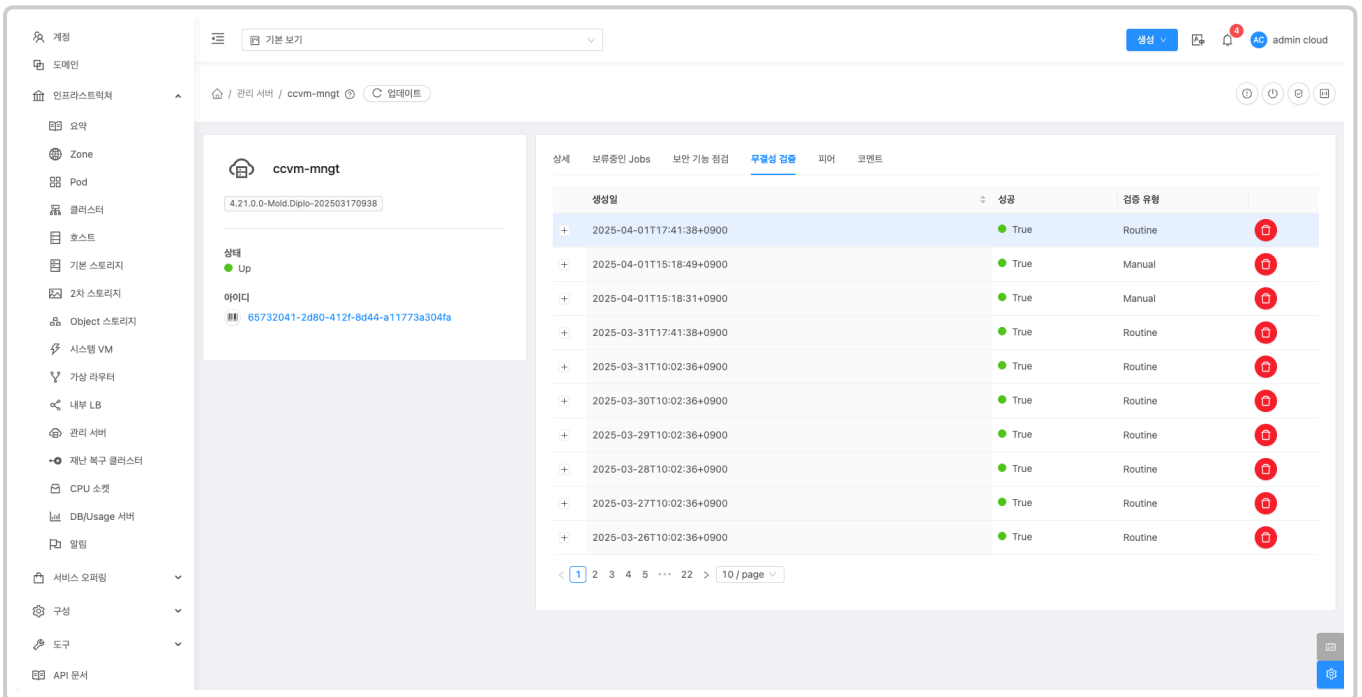 계정
도메인
인프라스트럭쳐
요약
Zone
Pod
클러스터
호스트
기본 스토리지
2차 스토리지
Object 스토리지
시스템 VM
가상 라우터
내부 LB
관리 서버
재난 복구 클러스터
CPU 소켓
DB/Usage 서버
알림
서비스 오퍼링
구성
도구
API 문서
기본 보기
생성
4
AC admin cloud
/ 관리 서버 / ccvm-mngt 업데이트
ccvm-mngt
4.21.0.0-Mold.Diplo-202503170938
상태
Up
아이디
65732041-2d80-412f-8d44-a11773a304fa
상세 보류중인 Jobs 보안 기능 점검 무결성 검증 피어 코멘트
생성일 성공 검증 유형
2025-04-01T17:41:38+0900 True Routine
2025-04-01T15:18:49+0900 True Manual
2025-04-01T15:18:31+0900 True Manual
2025-03-31T17:41:38+0900 True Routine
2025-03-31T10:02:36+0900 True Routine
2025-03-30T10:02:36+0900 True Routine
2025-03-29T10:02:36+0900 True Routine
2025-03-28T10:02:36+0900 True Routine
2025-03-27T10:02:36+0900 True Routine
2025-03-26T10:02:36+0900 True Routine
< 1 2 3 4 5 ••• 22 > 10 / page